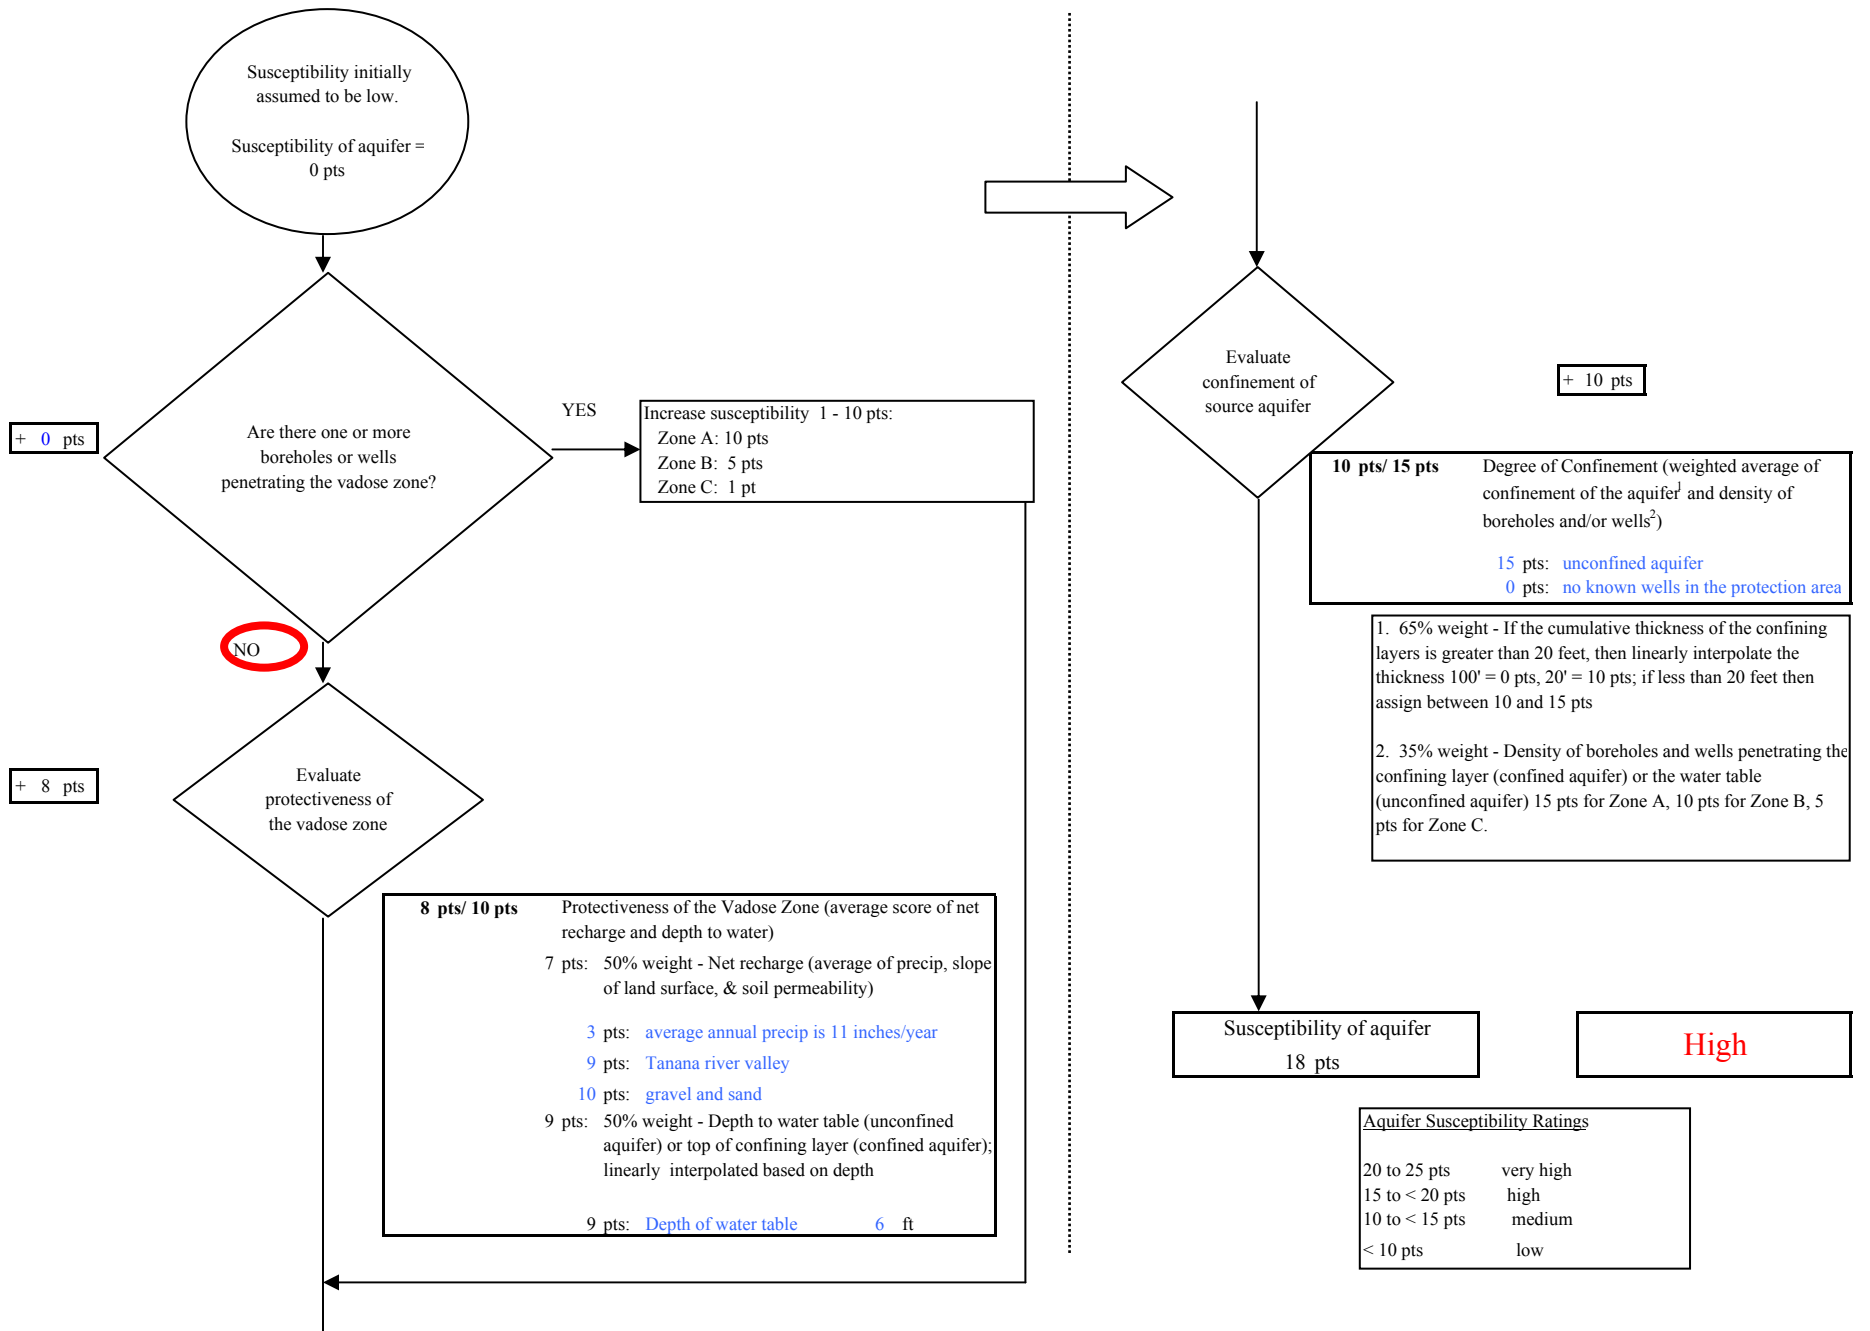 Susceptibility initially
assumed to be low.
Susceptibility of aquifer =
0 pts
+ 0 pts
Are there one or more
boreholes or wells
penetrating the vadose zone?
YES
Increase susceptibility 1 - 10 pts:
Zone A: 10 pts
Zone B: 5 pts
Zone C: 1 pt
NO
+ 8 pts
Evaluate
protectiveness of
the vadose zone
8 pts/ 10 pts Protectiveness of the Vadose Zone (average score of net
recharge and depth to water)
7 pts: 50% weight - Net recharge (average of precip, slope
of land surface, & soil permeability)
3 pts: average annual precip is 11 inches/year
9 pts: Tanana river valley
10 pts: gravel and sand
9 pts: 50% weight - Depth to water table (unconfined
aquifer) or top of confining layer (confined aquifer);
linearly interpolated based on depth
9 pts: Depth of water table 6 ft
Evaluate
confinement of
source aquifer
+ 10 pts
10 pts/ 15 pts Degree of Confinement (weighted average of
confinement of the aquifer1 and density of
boreholes and/or wells2)
15 pts: unconfined aquifer
0 pts: no known wells in the protection area
1. 65% weight - If the cumulative thickness of the confining
layers is greater than 20 feet, then linearly interpolate the
thickness 100' = 0 pts, 20' = 10 pts; if less than 20 feet then
assign between 10 and 15 pts
2. 35% weight - Density of boreholes and wells penetrating the
confining layer (confined aquifer) or the water table
(unconfined aquifer) 15 pts for Zone A, 10 pts for Zone B, 5
pts for Zone C.
Susceptibility of aquifer
18 pts
High
Aquifer Susceptibility Ratings
20 to 25 pts very high
15 to < 20 pts high
10 to < 15 pts medium
< 10 pts low